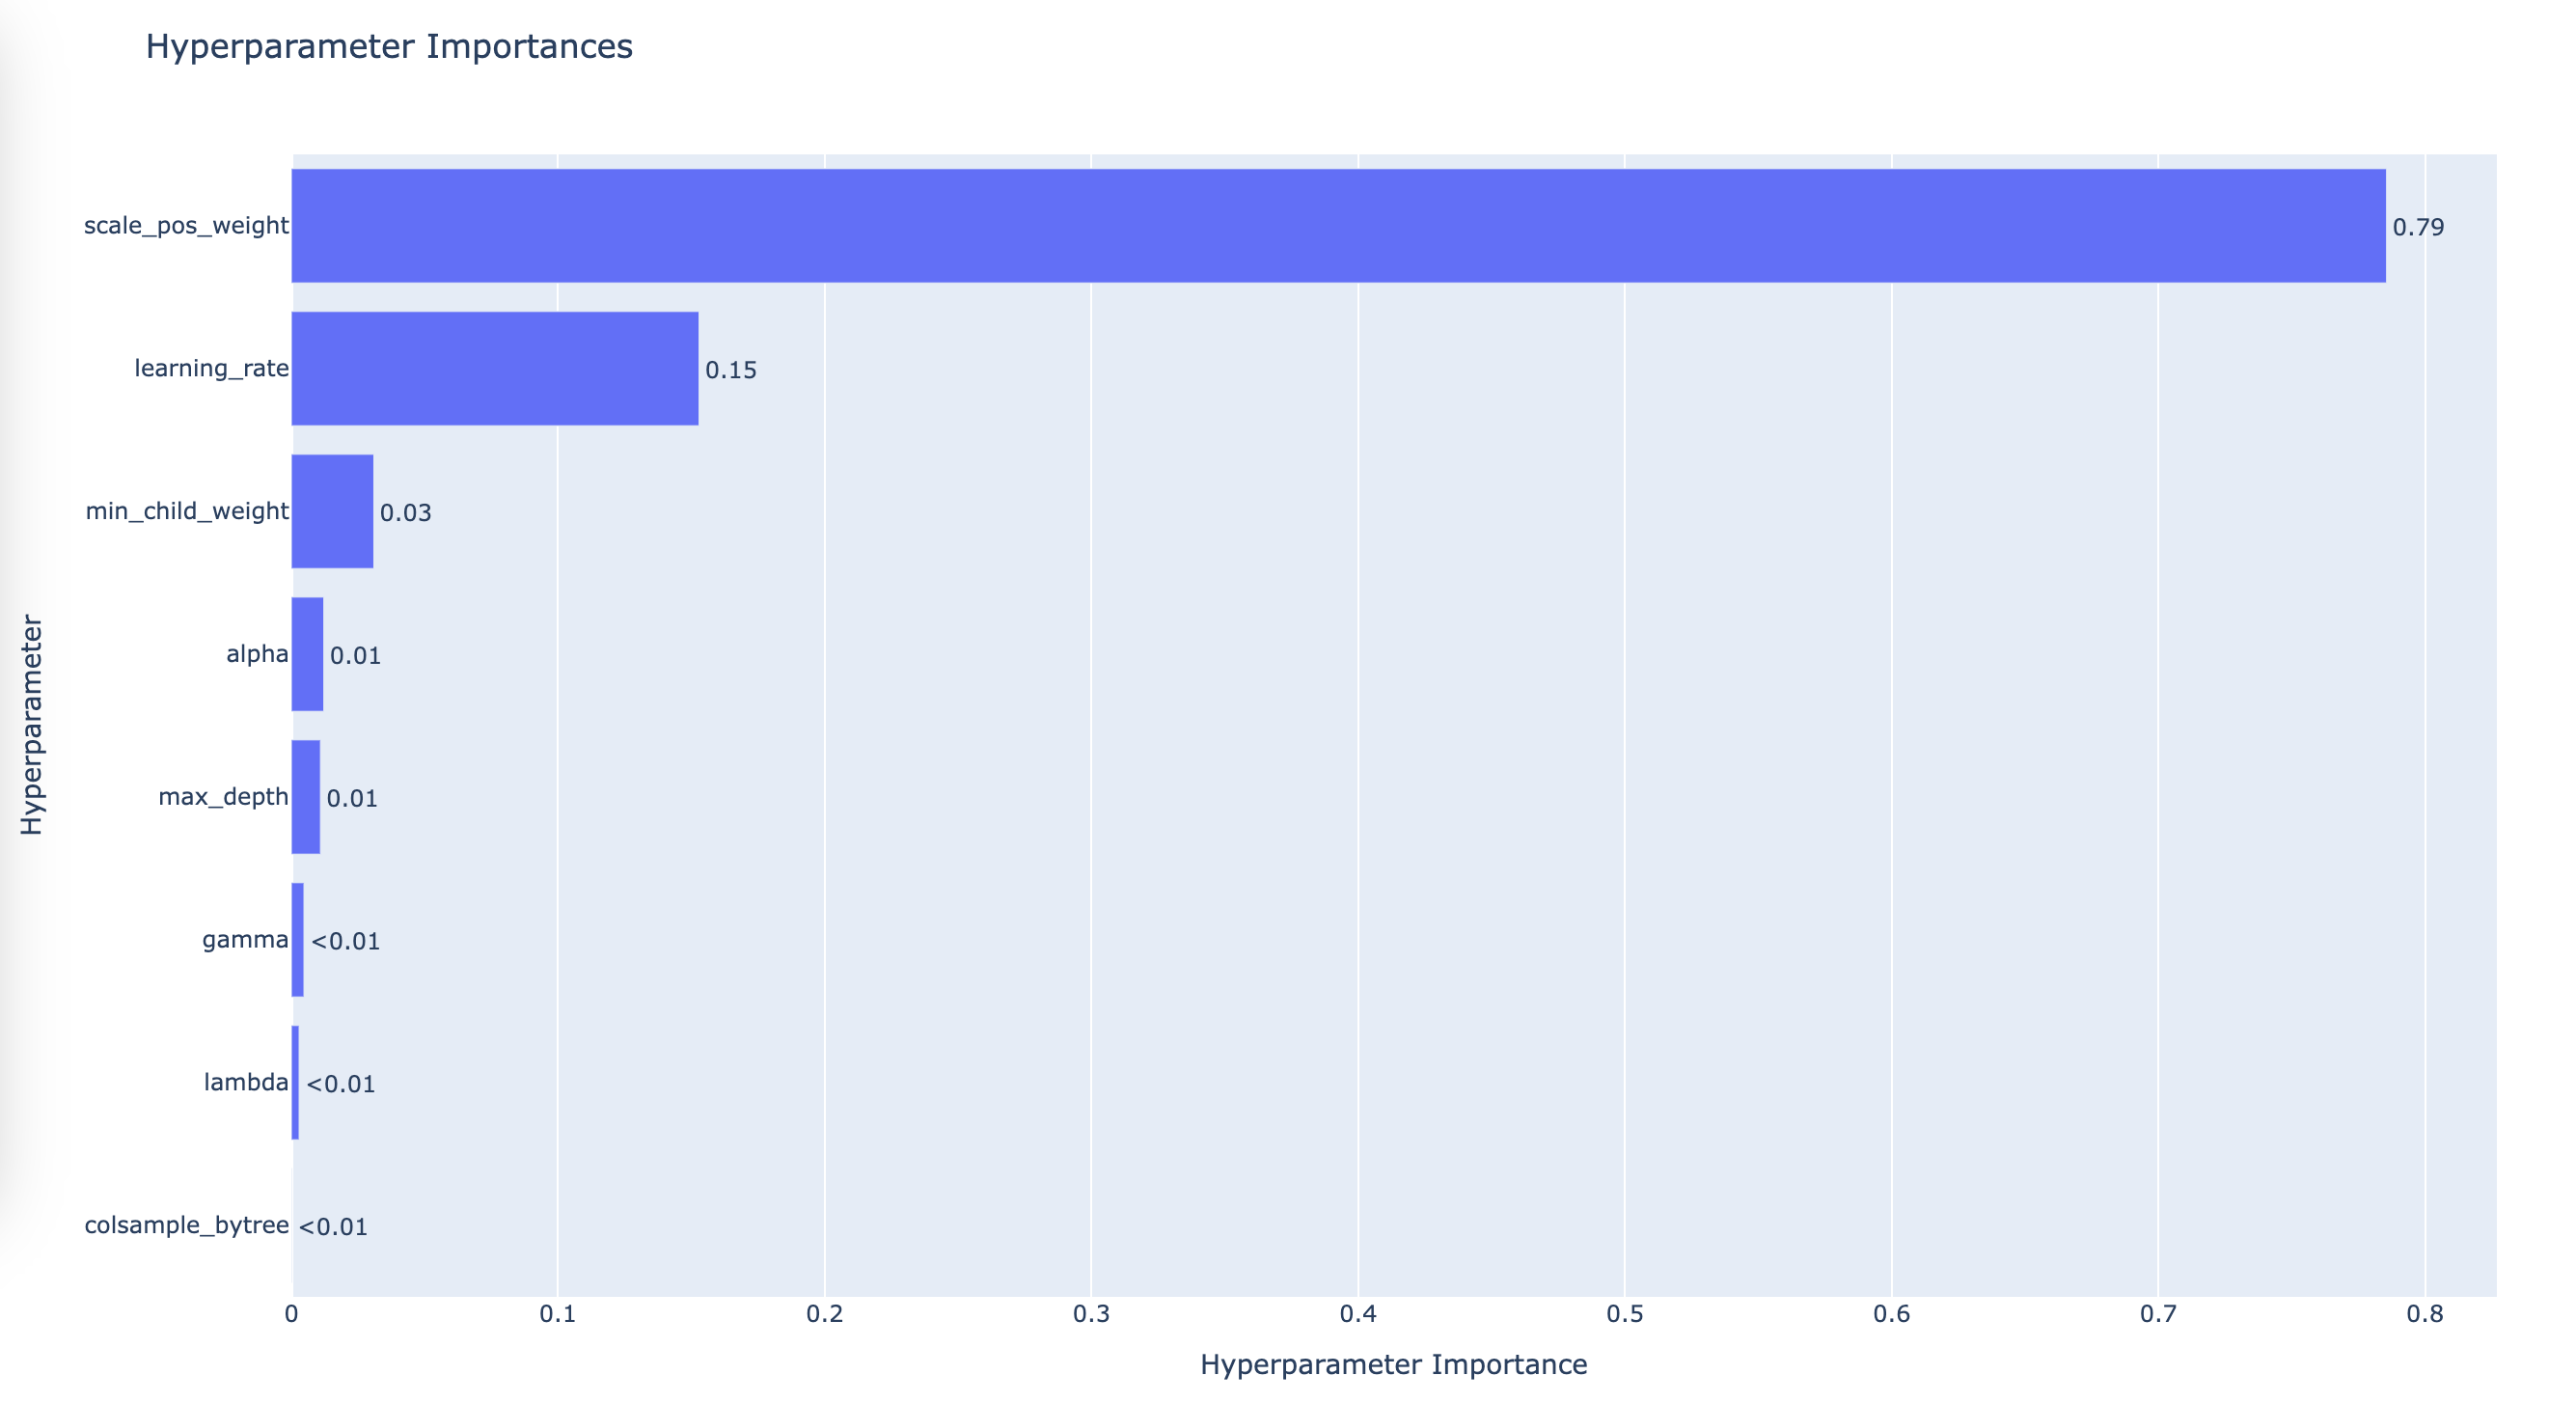 Hyperparameter Importances
scale_pos_weight 0.79
learning_rate 0.15
min_child_weight 0.03
alpha 0.01
max_depth 0.01
gamma <0.01
lambda <0.01
colsample_bytree <0.01
Hyperparameter
0 0.1 0.2 0.3 0.4 0.5 0.6 0.7 0.8
Hyperparameter Importance